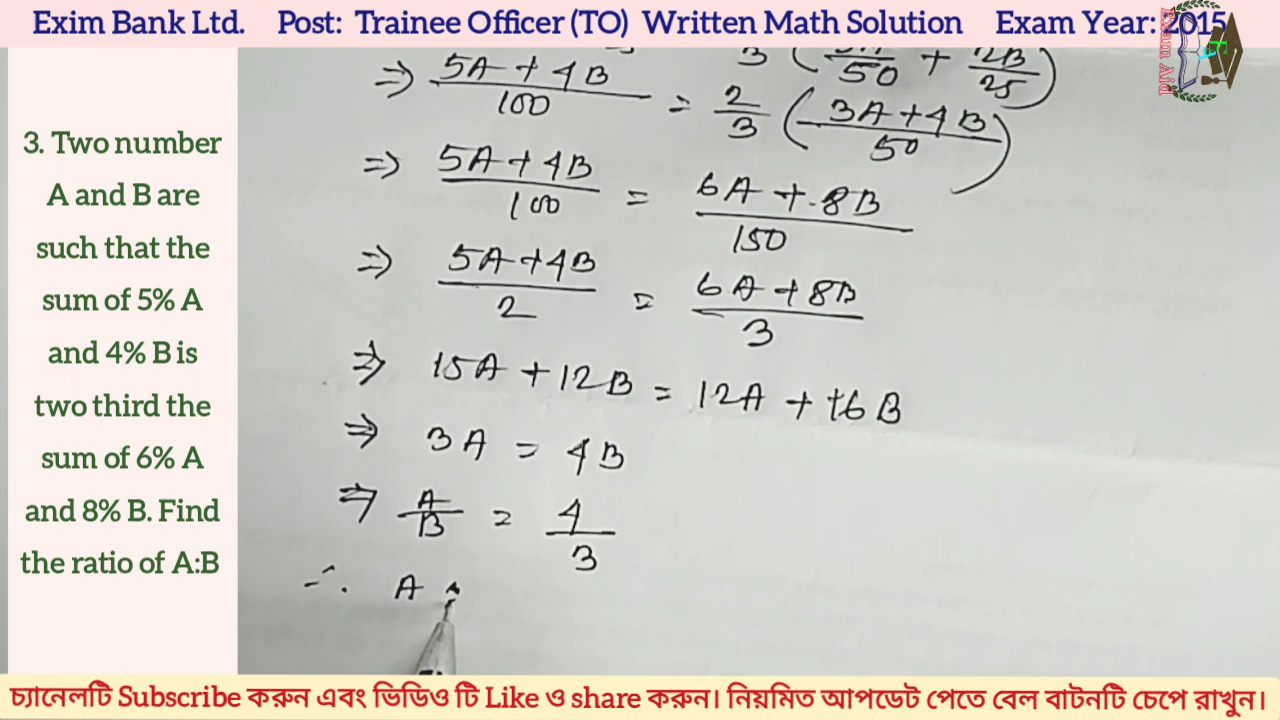 Exim Bank Ltd. Post: Trainee Officer (TO) Written Math Solution Exam Year: 2015
Exam Aid
3. Two number
A and B are
such that the
sum of 5% A
and 4% B is
two third the
sum of 6% A
and 8% B. Find
the ratio of A:B
⇒ 5A + 4B / 100 = 2/3 ( 3A + 4B / 50 )
⇒ 5A + 4B / 100 = 6A + 8B / 150
⇒ 5A + 4B / 2 = 6A + 8B / 3
⇒ 15A + 12B = 12A + 16B
⇒ 3A = 4B
⇒ A/B = 4/3
∴ A :
চ্যানেলটি Subscribe করুন এবং ভিডিও টি Like ও share করুন। নিয়মিত আপডেট পেতে বেল বাটনটি চেপে রাখুন।